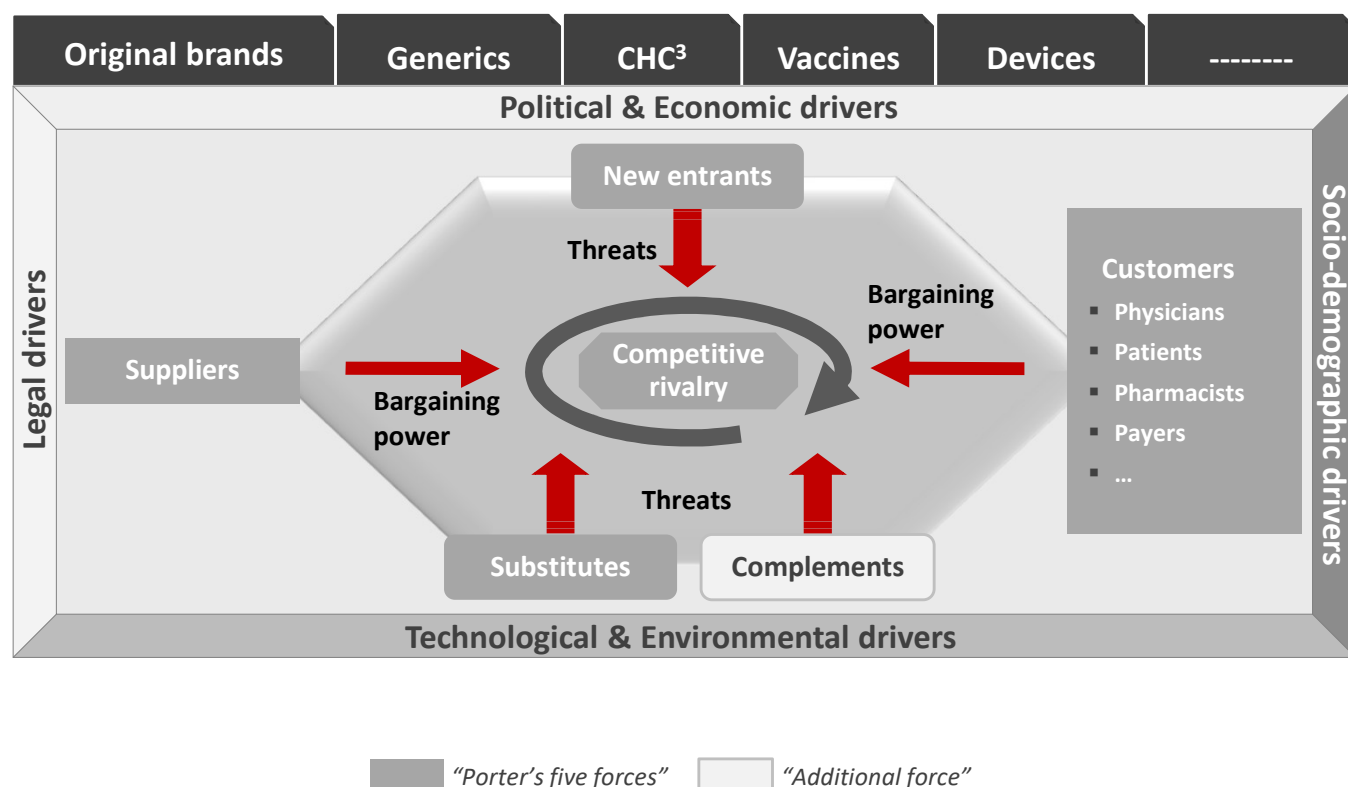 Original brands
Generics
CHC³
Vaccines
Devices
--------
Political & Economic drivers
Legal drivers
New entrants
Threats
Suppliers
Bargaining
power
Competitive
rivalry
Bargaining
power
Customers
▪ Physicians
▪ Patients
▪ Pharmacists
▪ Payers
▪ ...
Socio-demographic drivers
Threats
Substitutes
Complements
Technological & Environmental drivers
“Porter’s five forces”
“Additional force”